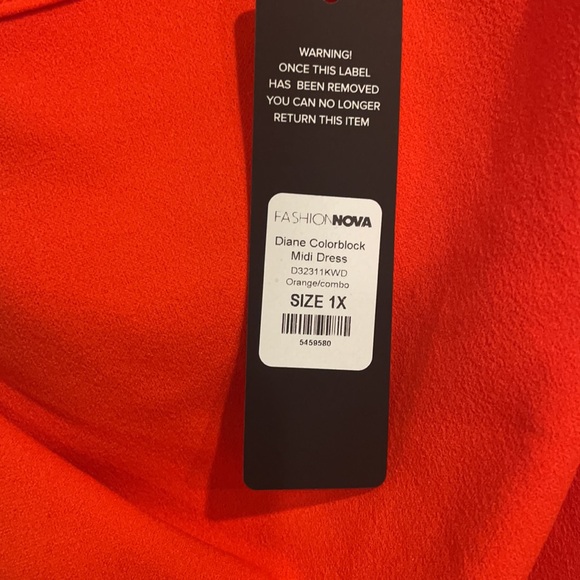 WARNING!
ONCE THIS LABEL
HAS BEEN REMOVED
YOU CAN NO LONGER
RETURN THIS ITEM
FASHIONNOVA
Diane Colorblock
Midi Dress
D32311KWD
Orange/combo
SIZE 1X
5459580